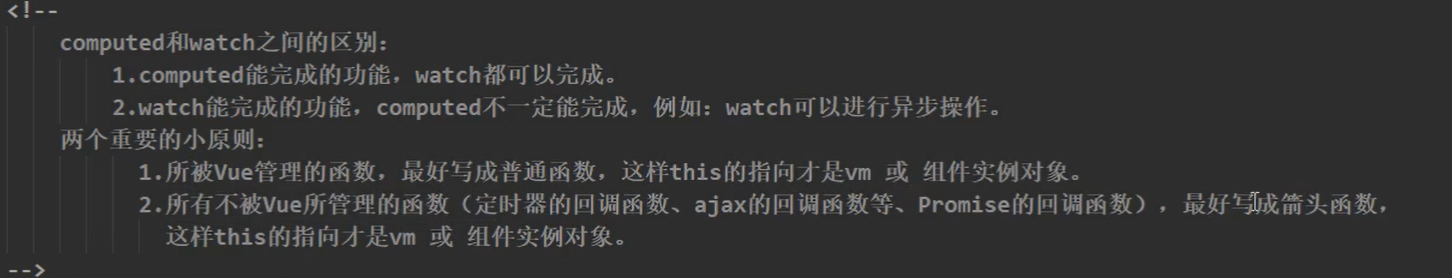 <!--
computed和watch之间的区别:
1.computed能完成的功能，watch都可以完成。
2.watch能完成的功能，computed不一定能完成，例如：watch可以进行异步操作。
两个重要的小原则：
1.所被Vue管理的函数，最好写成普通函数，这样this的指向才是vm 或 组件实例对象。
2.所有不被Vue所管理的函数（定时器的回调函数、ajax的回调函数等、Promise的回调函数），最好写成箭头函数，
这样this的指向才是vm 或 组件实例对象。
-->